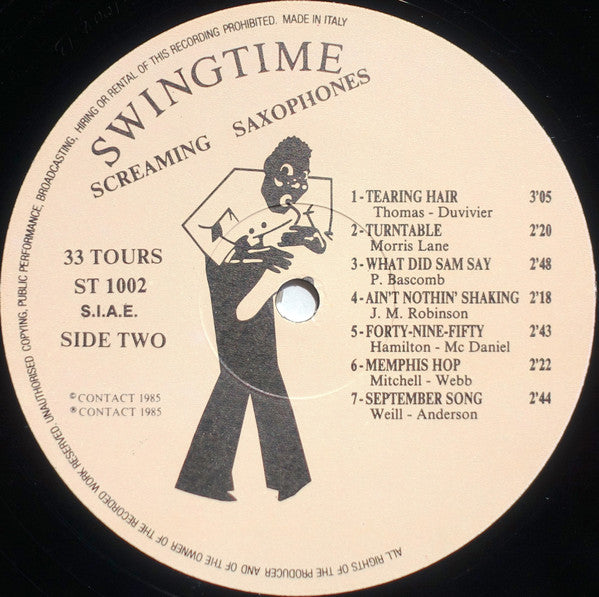 ALL RIGHTS OF THE PRODUCER AND OF THE OWNER OF THE RECORDED WORK RESERVED UNAUTHORISED COPYING, PUBLIC PERFORMANCE, BROADCASTING, HIRING OR RENTAL OF THIS RECORDING PROHIBITED. MADE IN ITALY
SWINGTIME
SCREAMING SAXOPHONES
33 TOURS
ST 1002
S.I.A.E.
SIDE TWO
© CONTACT 1985
℗ CONTACT 1985
1 - TEARING HAIR 3'05
Thomas - Duvivier
2 - TURNTABLE 2'20
Morris Lane
3 - WHAT DID SAM SAY 2'48
P. Bascomb
4 - AIN'T NOTHIN' SHAKING 2'18
J. M. Robinson
5 - FORTY-NINE-FIFTY 2'43
Hamilton - Mc Daniel
6 - MEMPHIS HOP 2'22
Mitchell - Webb
7 - SEPTEMBER SONG 2'44
Weill - Anderson